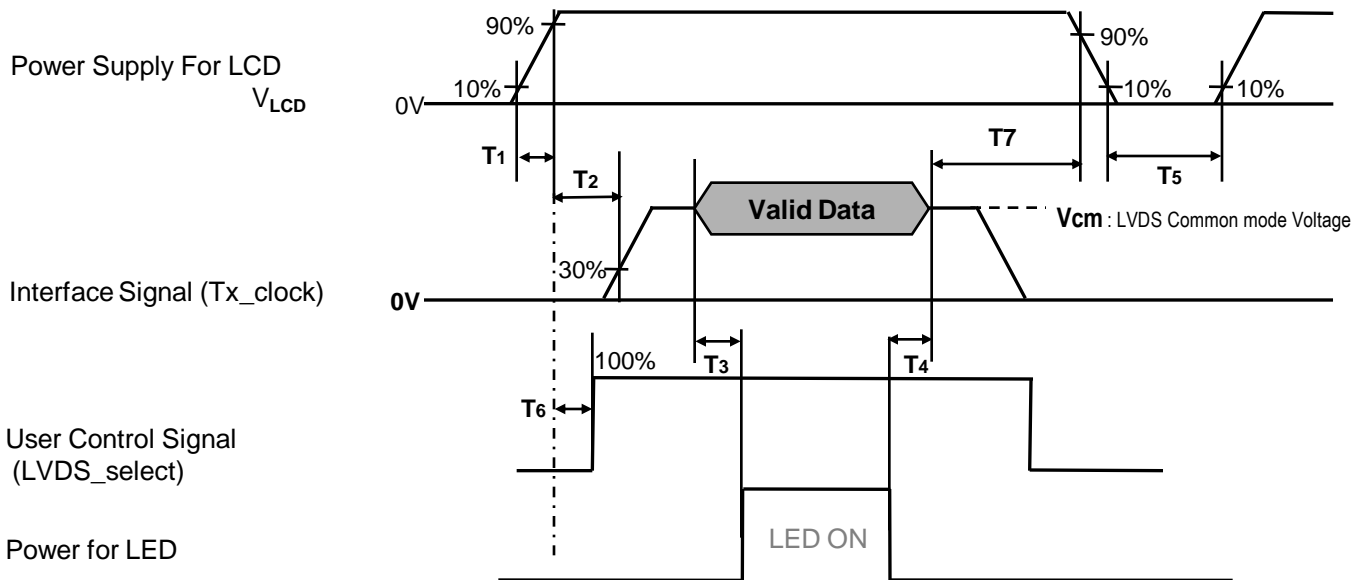 90%
90%
Power Supply For LCD
VLCD
10%
10%
10%
0V
T1
T2
T7
T5
Valid Data
Vcm : LVDS Common mode Voltage
30%
Interface Signal (Tx_clock)
0V
100%
T3
T4
T6
User Control Signal
(LVDS_select)
LED ON
Power for LED